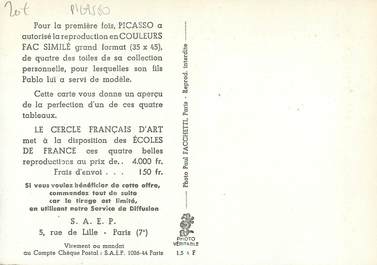 20€ PICASSO
Pour la première fois, PICASSO a
autorisé la reproduction en COULEURS
FAC SIMILÉ grand format (35 x 45),
de quatre des toiles de sa collection
personnelle, pour lesquelles son fils
Pablo lui a servi de modèle.
Cette carte vous donne un aperçu
de la perfection d'un de ces quatre
tableaux.
LE CERCLE FRANÇAIS D'ART
met à la disposition des ÉCOLES
DE FRANCE ces quatre belles
reproductions au prix de.. 4.000 fr.
Frais d'envoi . . . 150 fr.
Si vous voulez bénéficier de cette offre,
commandez tout de suite
car le tirage est limité,
en utilisant notre Service de Diffusion
S. A. E. P.
5, rue de Lille - Paris (7e)
Virement ou mandat
au Compte Chèque Postal : S.A.E.P. 1086-44 Paris
Photo Paul FACCHETTI, Paris - Reprod. interdite
PHOTO
VÉRITABLE